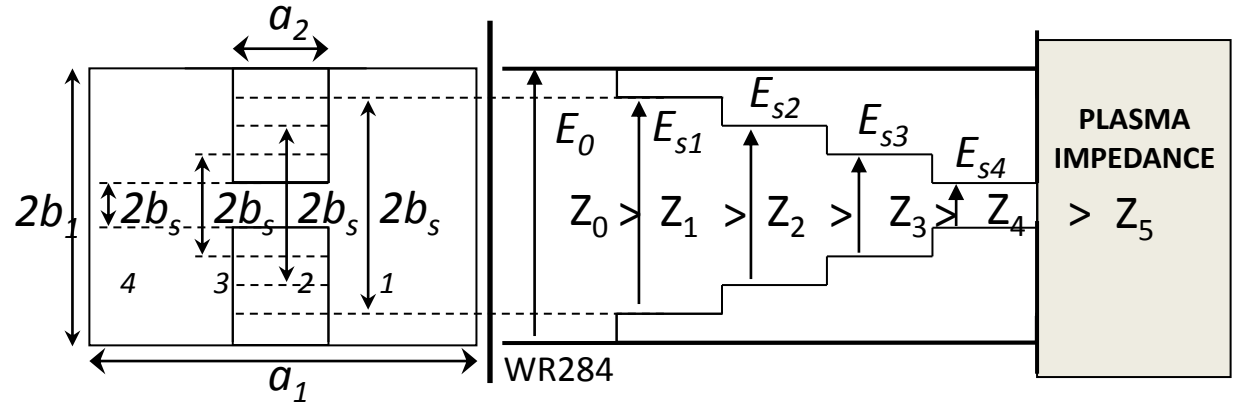 a₂
E₀
Eₛ₁
Eₛ₂
Eₛ₃
Eₛ₄
PLASMA
IMPEDANCE
2b₁
2bₛ 2bₛ 2bₛ 2bₛ
4 3 2 1
Z₀ > Z₁ > Z₂ > Z₃ > Z₄ > Z₅
WR284
a₁